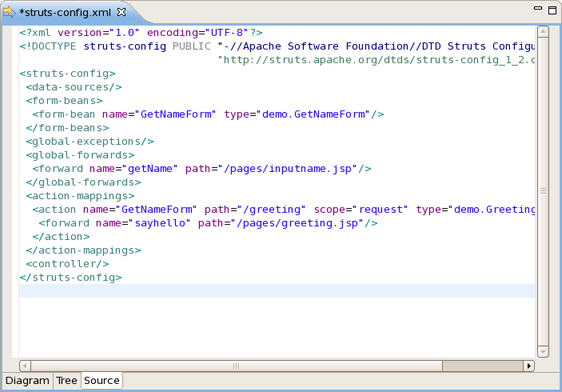 *struts-config.xml
<?xml version="1.0" encoding="UTF-8"?>
<!DOCTYPE struts-config PUBLIC "-//Apache Software Foundation//DTD Struts Configu
"http://struts.apache.org/dtds/struts-config_1_2.d
<struts-config>
<data-sources/>
<form-beans>
<form-bean name="GetNameForm" type="demo.GetNameForm"/>
</form-beans>
<global-exceptions/>
<global-forwards>
<forward name="getName" path="/pages/inputname.jsp"/>
</global-forwards>
<action-mappings>
<action name="GetNameForm" path="/greeting" scope="request" type="demo.Greeting
<forward name="sayhello" path="/pages/greeting.jsp"/>
</action>
</action-mappings>
<controller/>
</struts-config>
Diagram Tree Source